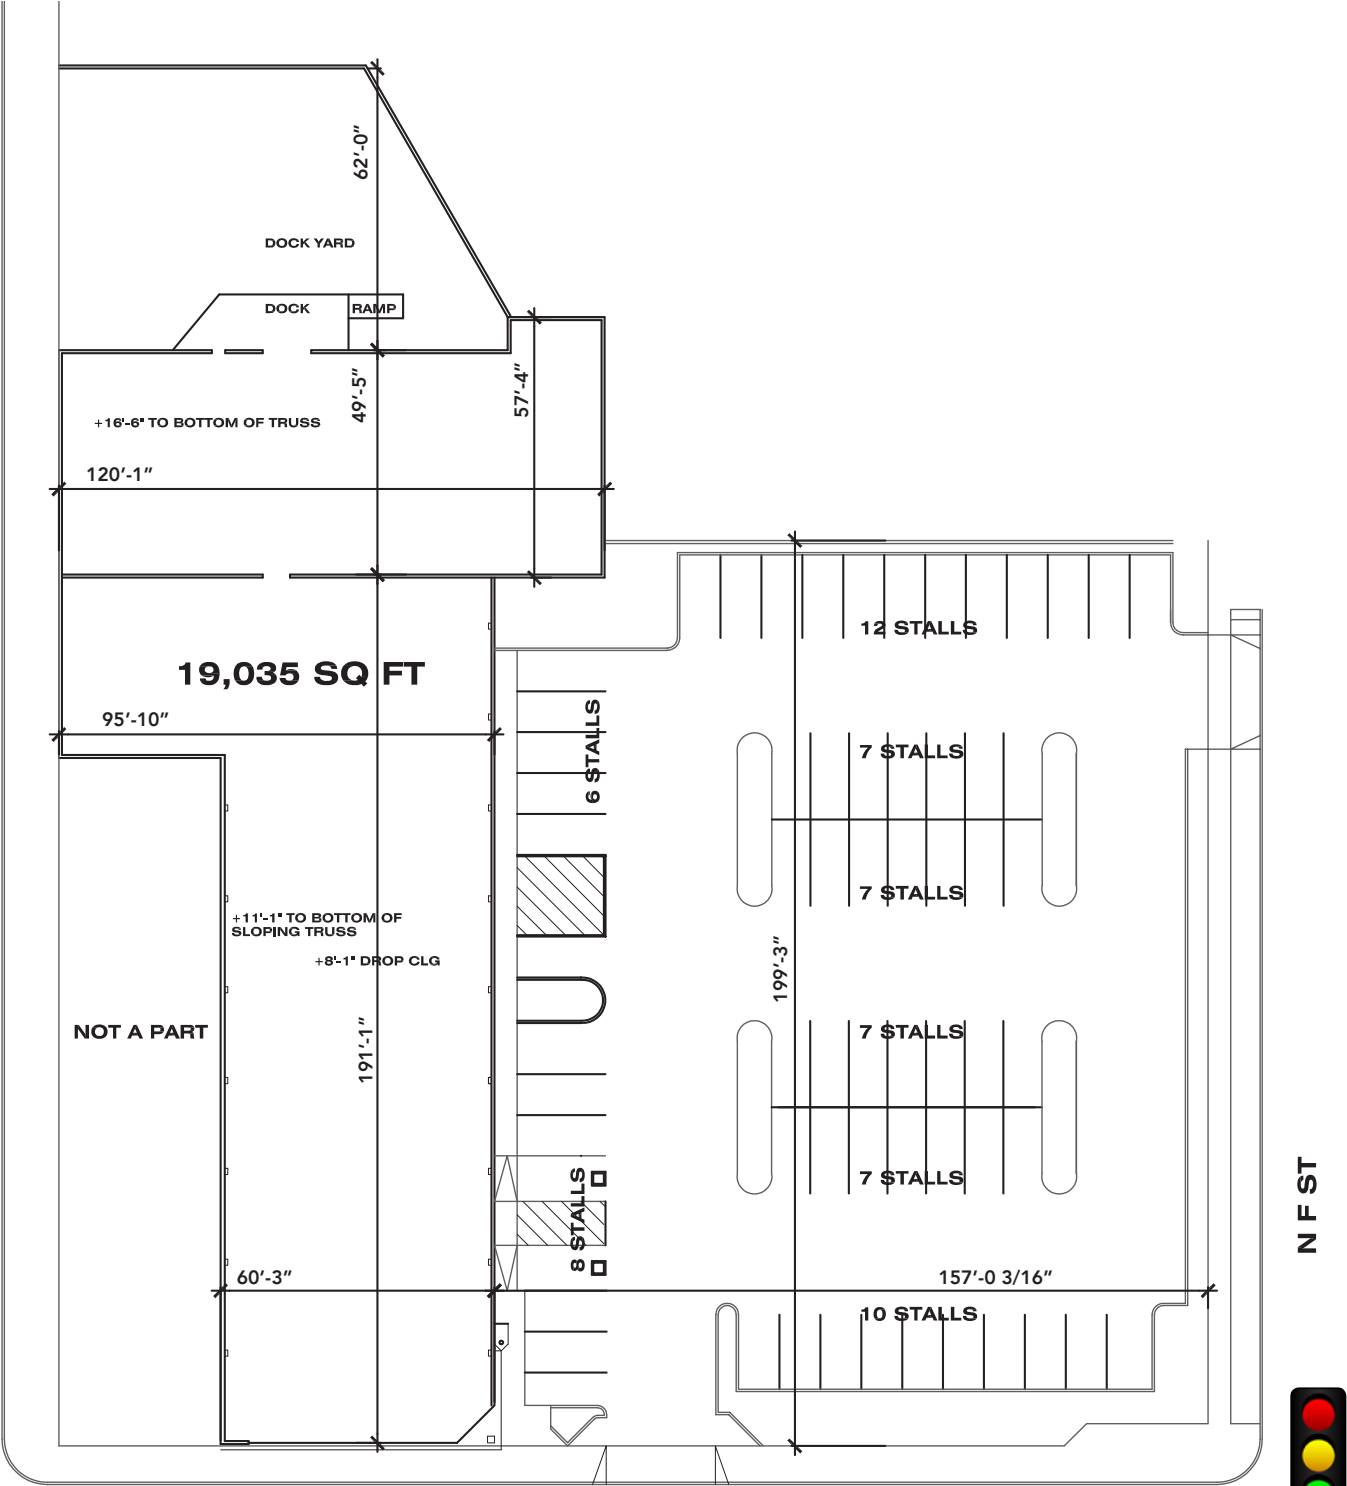 62’-0”
DOCK YARD
DOCK
RAMP
49’-5”
57’-4”
+16'-6" TO BOTTOM OF TRUSS
120’-1”
12 STALLS
19,035 SQ FT
95’-10”
6 STALLS
7 STALLS
7 STALLS
+11'-1" TO BOTTOM OF
SLOPING TRUSS
+8'-1" DROP CLG
199’-3”
NOT A PART
191’-1”
7 STALLS
7 STALLS
8 STALLS
N F ST
60’-3”
157’-0 3/16”
10 STALLS